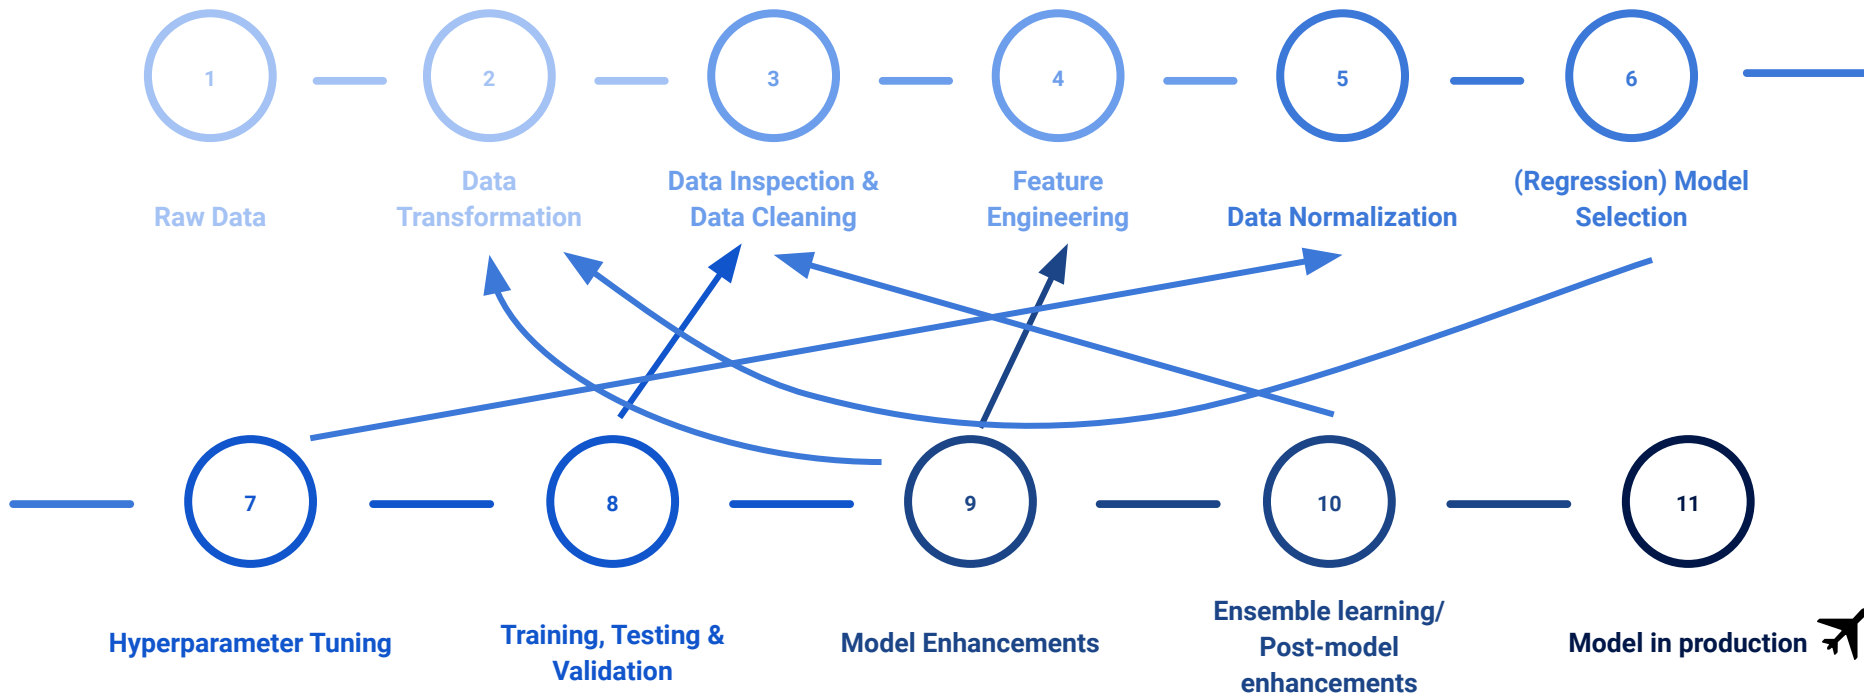 1
2
3
4
5
6
Raw Data
Data
Transformation
Data Inspection &
Data Cleaning
Feature
Engineering
Data Normalization
(Regression) Model
Selection
7
8
9
10
11
Hyperparameter Tuning
Training, Testing &
Validation
Model Enhancements
Ensemble learning/
Post-model
enhancements
Model in production